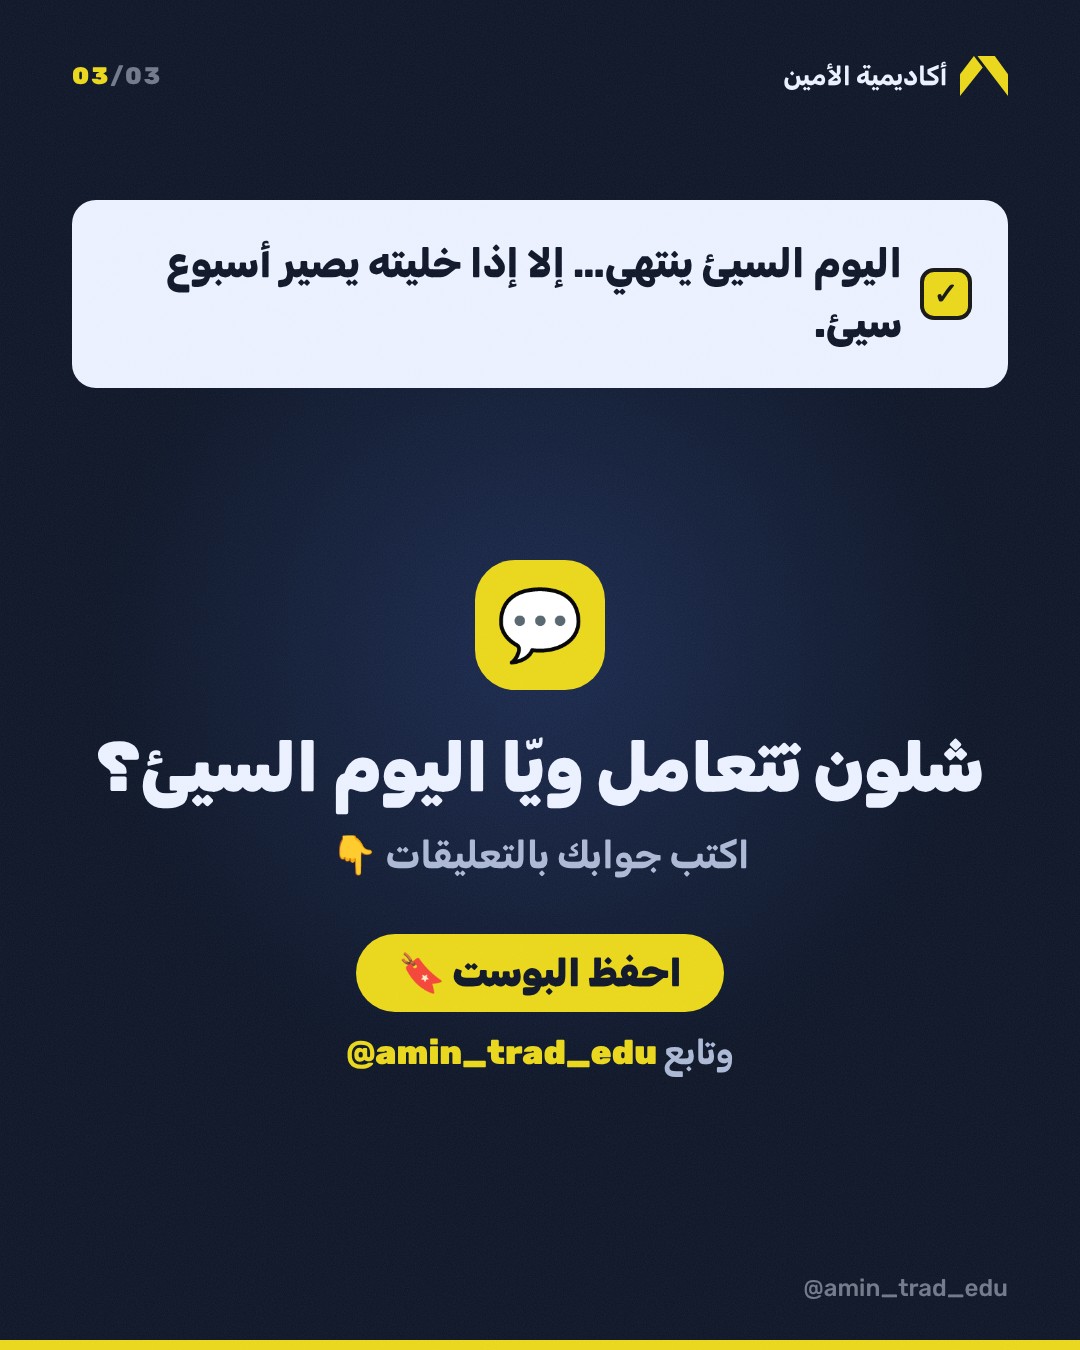 أكاديمية الأمين
03/03
اليوم السيئ ينتهي... إلا إذا خليته يصير أسبوع
سيئ.
شلون تتعامل ويّا اليوم السيئ؟
اكتب جوابك بالتعليقات 👇
احفظ البوست 🔖
وتابع @amin_trad_edu
@amin_trad_edu